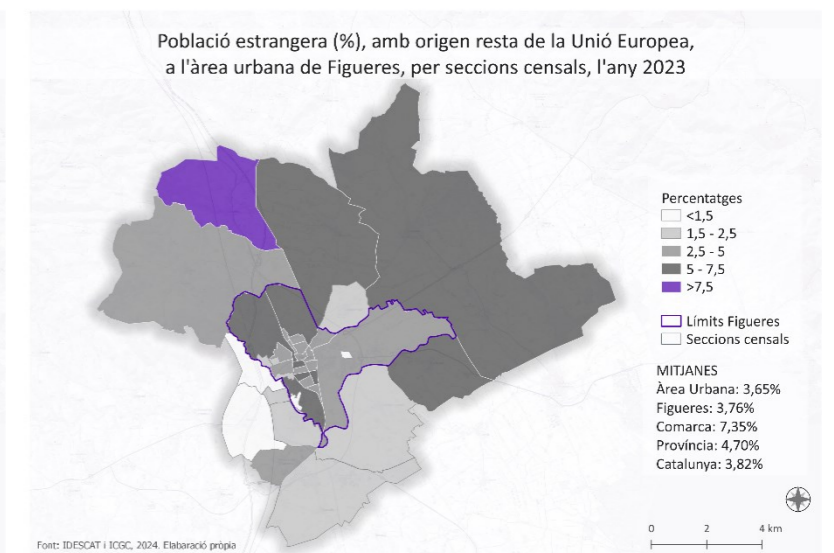 Població estrangera (%), amb origen resta de la Unió Europea,
a l'àrea urbana de Figueres, per seccions censals, l'any 2023
Percentatges
<1,5
1,5 - 2,5
2,5 - 5
5 - 7,5
>7,5
Límits Figueres
Seccions censals
MITJANES
Àrea Urbana: 3,65%
Figueres: 3,76%
Comarca: 7,35%
Província: 4,70%
Catalunya: 3,82%
0 2 4 km
Font: IDESCAT i ICGC, 2024. Elabaració pròpia